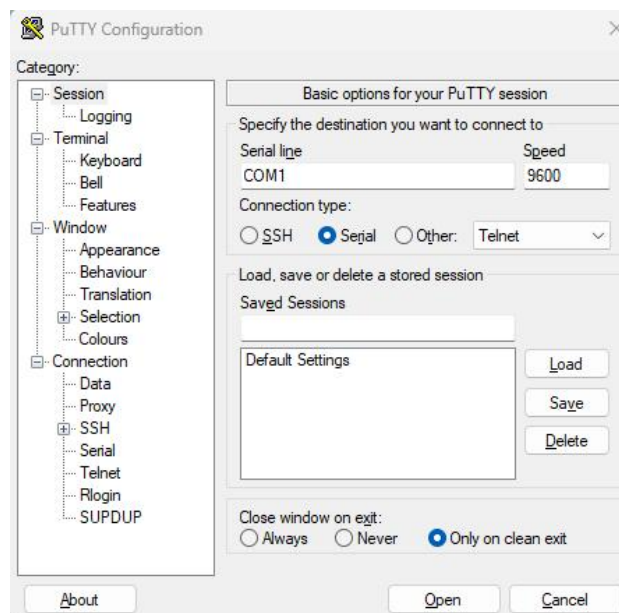 PuTTY Configuration
Category:
Session
Logging
Terminal
Keyboard
Bell
Features
Window
Appearance
Behaviour
Translation
Selection
Colours
Connection
Data
Proxy
SSH
Serial
Telnet
Rlogin
SUPDUP
Basic options for your PuTTY session
Specify the destination you want to connect to
Serial line Speed
COM1 9600
Connection type:
SSH Serial Other: Telnet
Load, save or delete a stored session
Saved Sessions
Default Settings
Load
Save
Delete
Close window on exit:
Always Never Only on clean exit
About Open Cancel